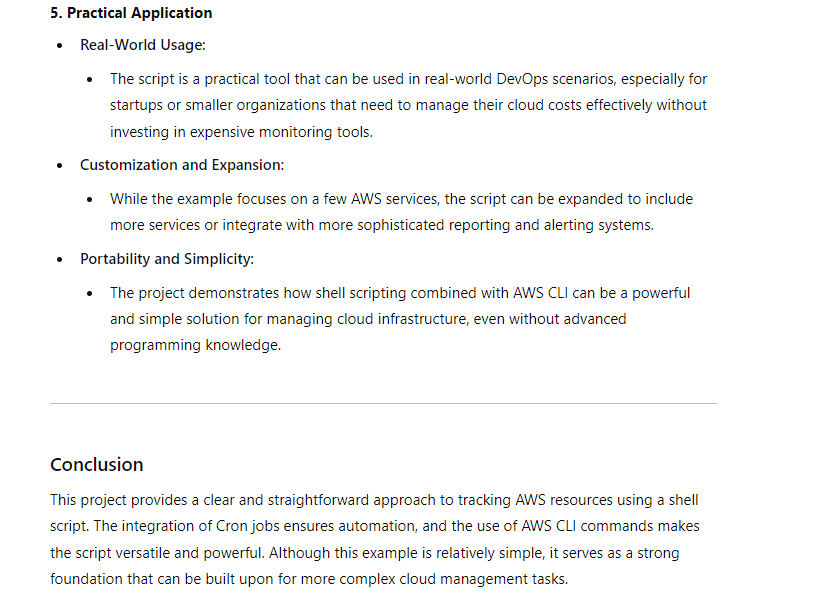 5. Practical Application
• Real-World Usage:
• The script is a practical tool that can be used in real-world DevOps scenarios, especially for
startups or smaller organizations that need to manage their cloud costs effectively without
investing in expensive monitoring tools.
• Customization and Expansion:
• While the example focuses on a few AWS services, the script can be expanded to include
more services or integrate with more sophisticated reporting and alerting systems.
• Portability and Simplicity:
• The project demonstrates how shell scripting combined with AWS CLI can be a powerful
and simple solution for managing cloud infrastructure, even without advanced
programming knowledge.
Conclusion
This project provides a clear and straightforward approach to tracking AWS resources using a shell
script. The integration of Cron jobs ensures automation, and the use of AWS CLI commands makes
the script versatile and powerful. Although this example is relatively simple, it serves as a strong
foundation that can be built upon for more complex cloud management tasks.